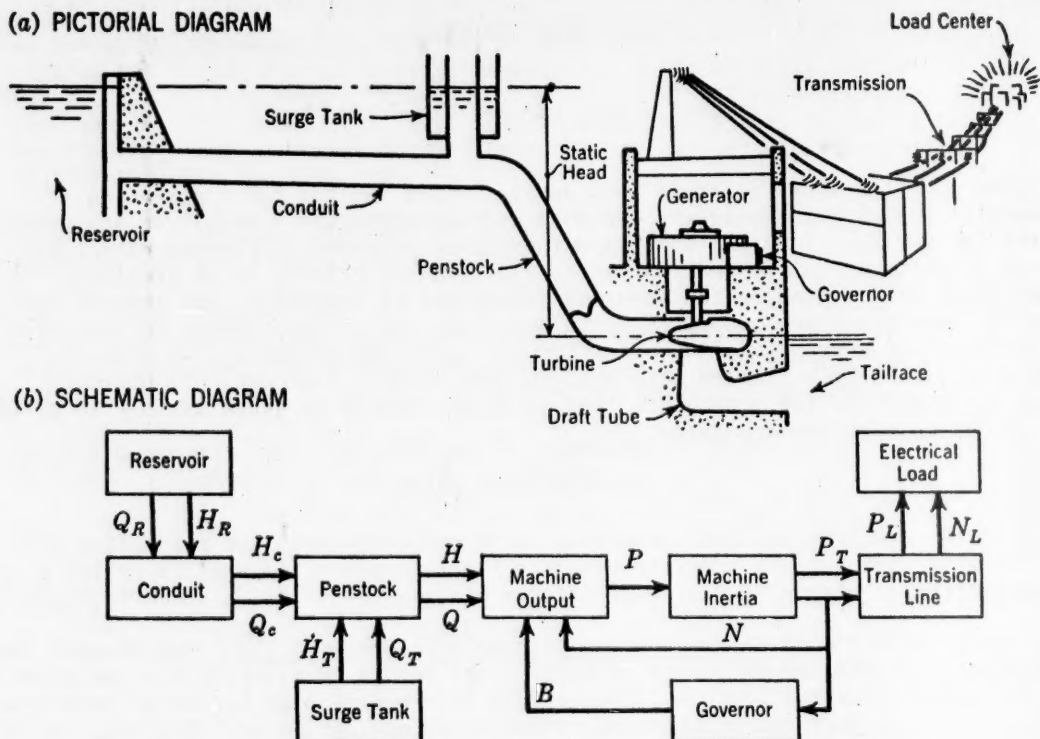 (a) PICTORIAL DIAGRAM
Load Center
Transmission
Surge Tank
Static
Head
Generator
Conduit
Reservoir
Penstock
Governor
Turbine
Tailrace
Draft Tube
(b) SCHEMATIC DIAGRAM
Reservoir
Electrical
Load
Q_R H_R
P_L N_L
H_c H P P_T
Conduit Penstock Machine
Output Machine
Inertia Transmission
Line
Q_c Q N
Ḣ_T Q_T B
Surge Tank Governor